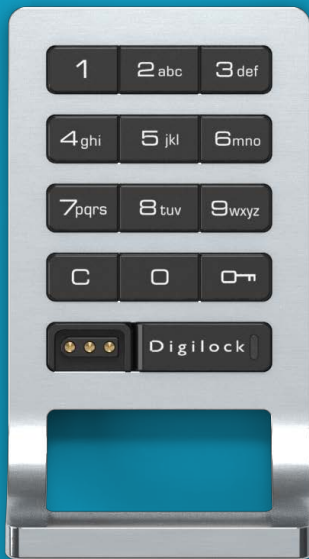 1 2abc 3def
4ghi 5jkl 6mno
7pqrs 8tuv 9wxyz
C 0
Digilock